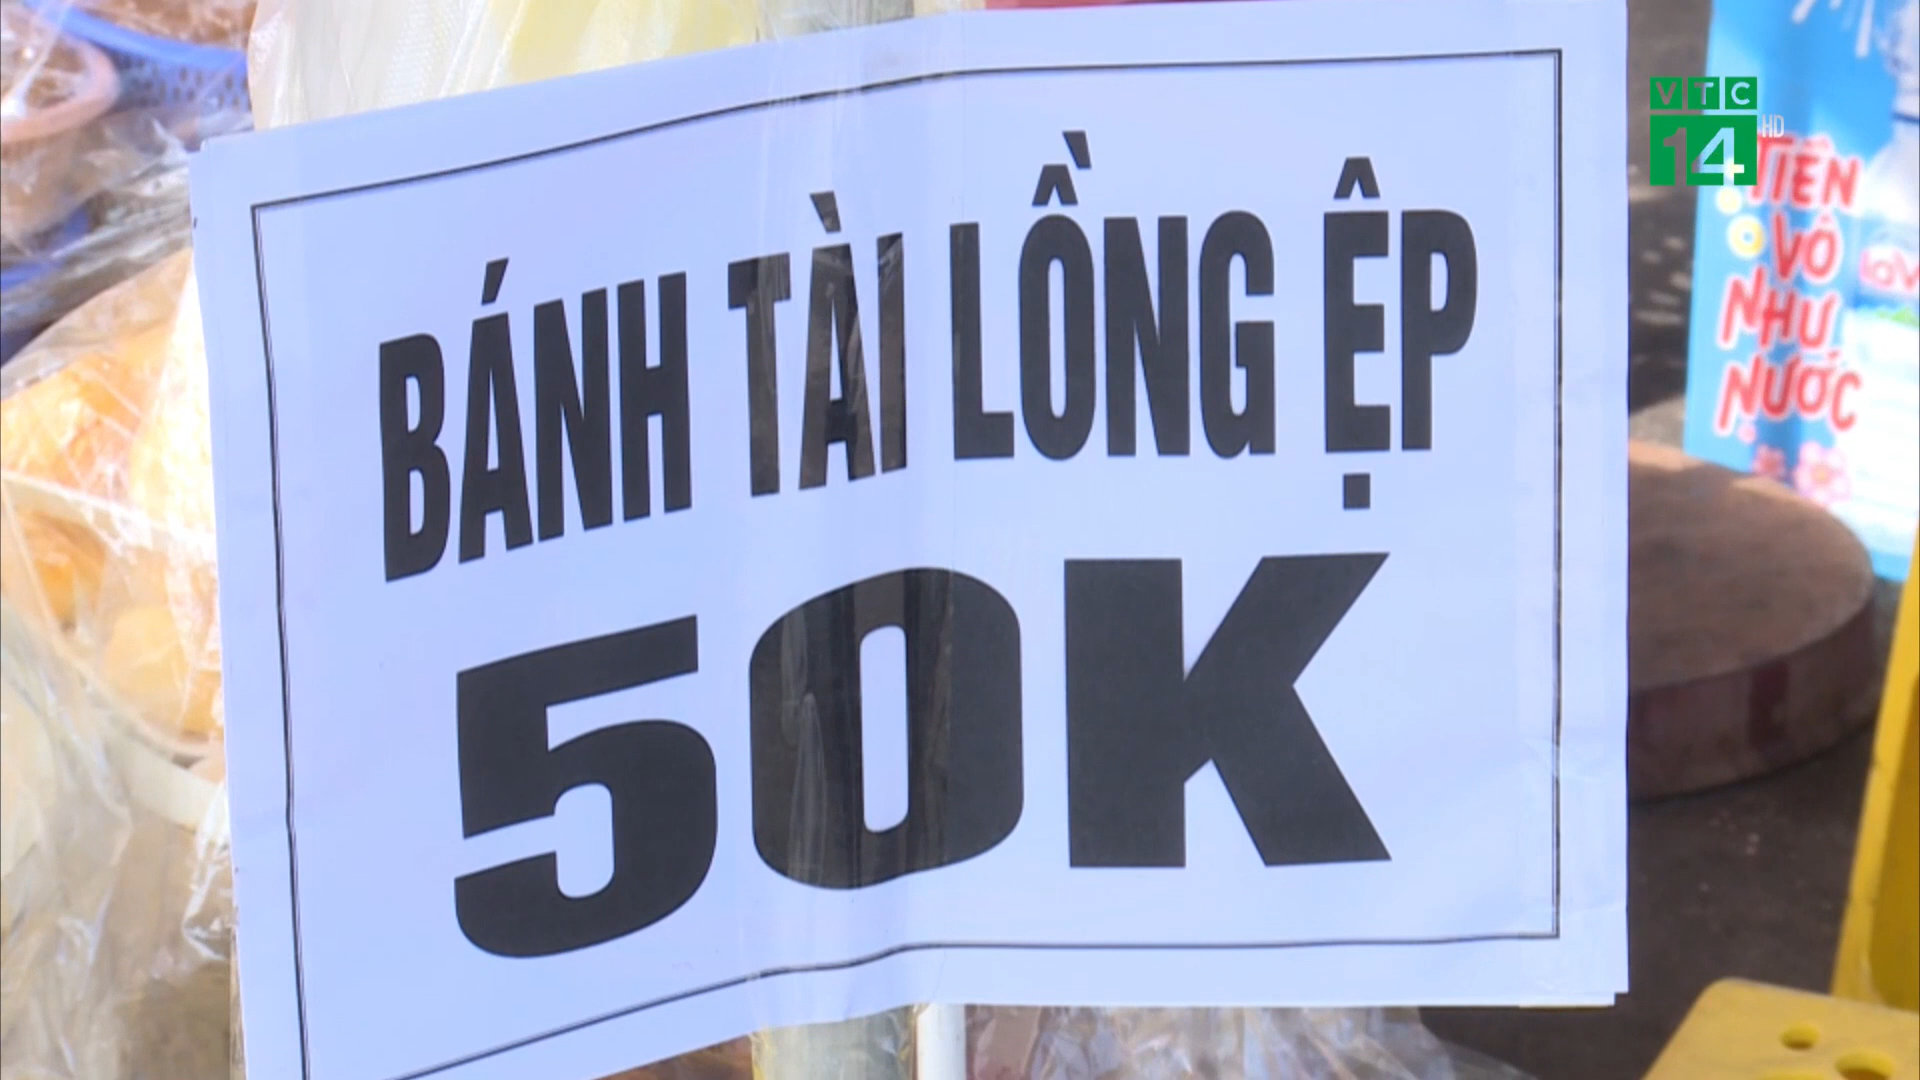 BÁNH TÀI LỒNG ỆP
50K
VTC
14 HD
TIỀN
VÔ
NHƯ
NƯỚC